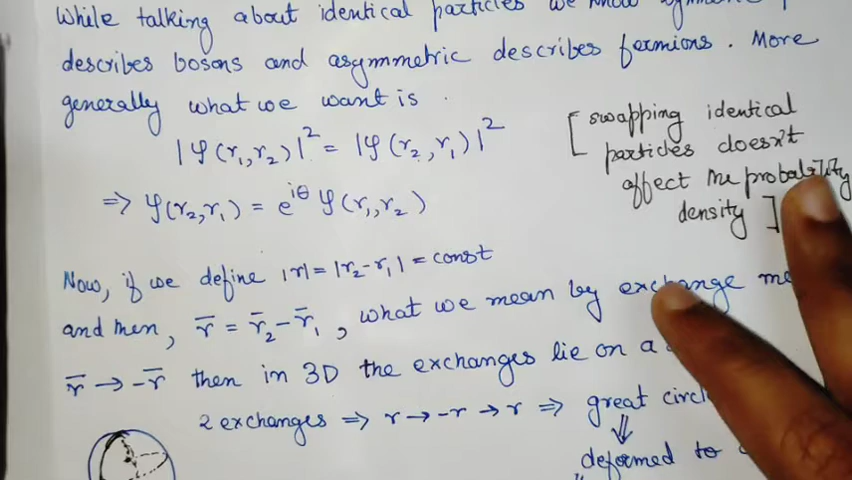 While talking about identical particles we know
describes bosons and asymmetric describes fermions. More
generally what we want is
|φ(r₁,r₂)|² = |φ(r₂,r₁)|²
[swapping identical
particles doesn't
affect the probability
density]
⇒ φ(r₂,r₁) = e^{iθ} φ(r₁,r₂)
Now, if we define |r| = |r₂-r₁| = const
and then, r̄ = r̄₂-r̄₁, what we mean by exchange
r̄ → -r̄ then in 3D the exchanges lie on a
2 exchanges ⇒ r → -r → r ⇒ great
⇓
deformed to